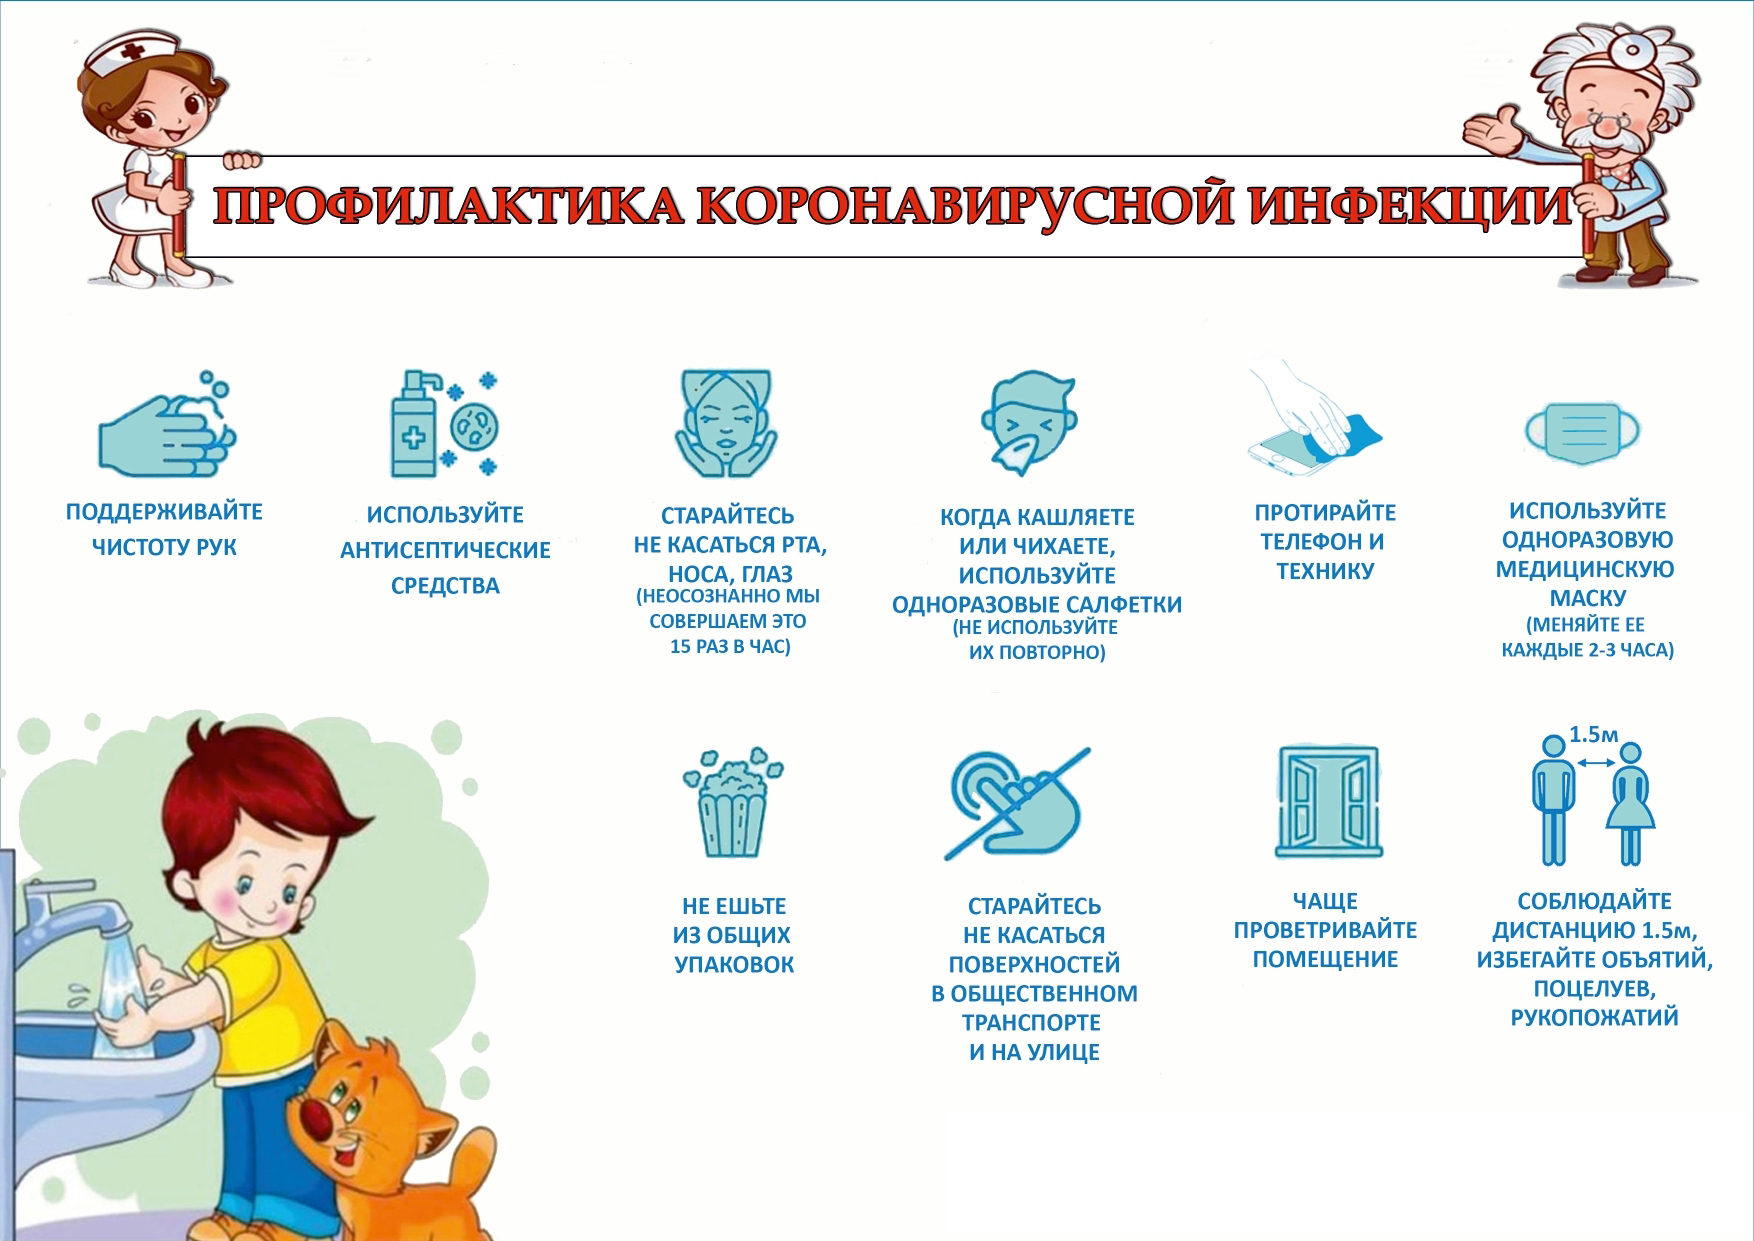 ПРОФИЛАКТИКА КОРОНАВИРУСНОЙ ИНФЕКЦИИ
ПОДДЕРЖИВАЙТЕ
ЧИСТОТУ РУК
ИСПОЛЬЗУЙТЕ
АНТИСЕПТИЧЕСКИЕ
СРЕДСТВА
СТАРАЙТЕСЬ
НЕ КАСАТЬСЯ РТА,
НОСА, ГЛАЗ
(НЕОСОЗНАННО МЫ
СОВЕРШАЕМ ЭТО
15 РАЗ В ЧАС)
КОГДА КАШЛЯЕТЕ
ИЛИ ЧИХАЕТЕ,
ИСПОЛЬЗУЙТЕ
ОДНОРАЗОВЫЕ САЛФЕТКИ
(НЕ ИСПОЛЬЗУЙТЕ
ИХ ПОВТОРНО)
ПРОТИРАЙТЕ
ТЕЛЕФОН И
ТЕХНИКУ
ИСПОЛЬЗУЙТЕ
ОДНОРАЗОВУЮ
МЕДИЦИНСКУЮ
МАСКУ
(МЕНЯЙТЕ ЕЕ
КАЖДЫЕ 2-3 ЧАСА)
НЕ ЕШЬТЕ
ИЗ ОБЩИХ
УПАКОВОК
СТАРАЙТЕСЬ
НЕ КАСАТЬСЯ
ПОВЕРХНОСТЕЙ
В ОБЩЕСТВЕННОМ
ТРАНСПОРТЕ
И НА УЛИЦЕ
ЧАЩЕ
ПРОВЕТРИВАЙТЕ
ПОМЕЩЕНИЕ
1.5м
СОБЛЮДАЙТЕ
ДИСТАНЦИЮ 1.5м,
ИЗБЕГАЙТЕ ОБЪЯТИЙ,
ПОЦЕЛУЕВ,
РУКОПОЖАТИЙ